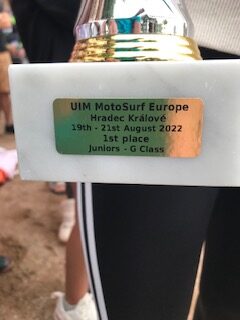 UIM MotoSurf Europe
Hradec Králové
19th - 21st August 2022
1st place
Juniors - G Class